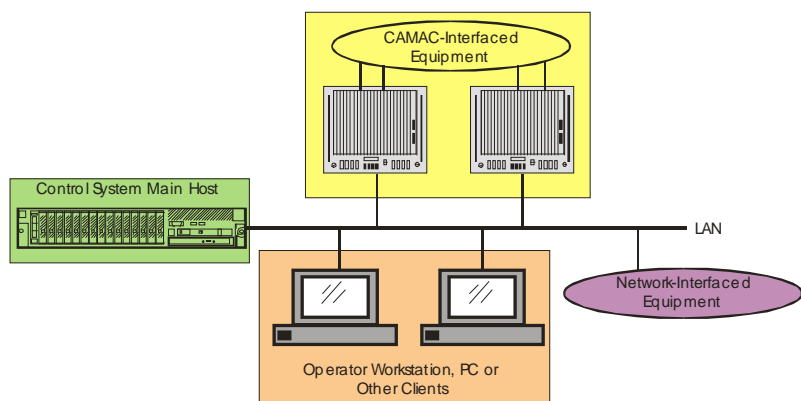 CAMAC-Interfaced
Equipment
Control System Main Host
LAN
Network-Interfaced
Equipment
Operator Workstation, PC or
Other Clients